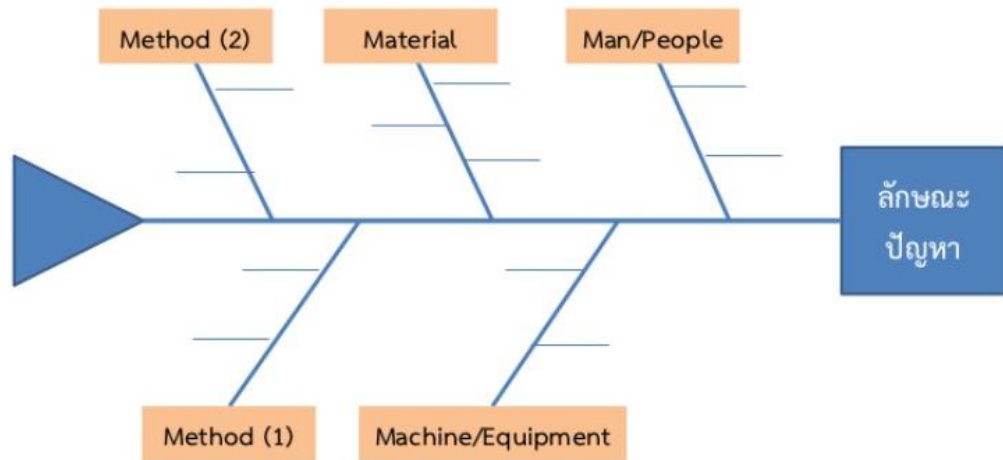 Method (2)
Material
Man/People
ลักษณะ
ปัญหา
Method (1)
Machine/Equipment